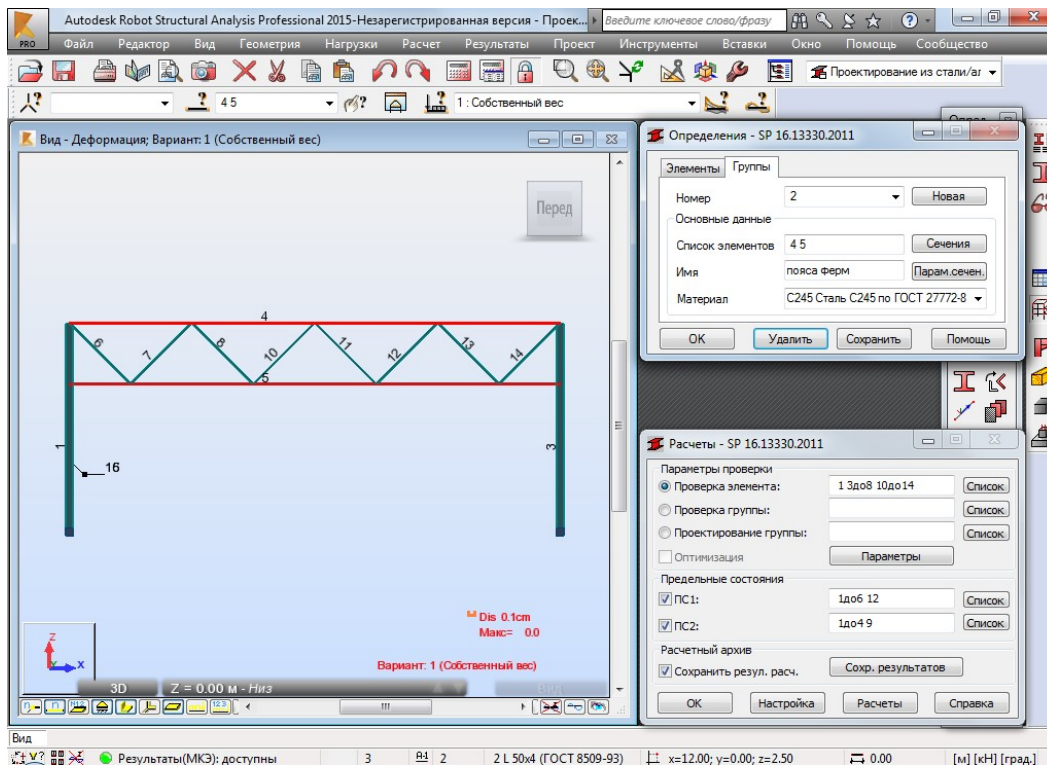 Autodesk Robot Structural Analysis Professional 2015-Незарегистрированная версия - Проек...
Введите ключевое слово/фразу
PRO
Файл Редактор Вид Геометрия Нагрузки Расчет Результаты Проект Инструменты Вставки Окно Помощь Сообщество
Проектирование из стали/ал
4 5
1 : Собственный вес
Вид - Деформация; Вариант: 1 (Собственный вес)
Перед
4
6 7 8 10 11 12 13 14
5
1
3
16
Dis 0.1cm
Макс= 0.0
Вариант: 1 (Собственный вес)
Z
X
3D Z = 0.00 м - Низ
Вид
Определения - SP 16.13330.2011
Элементы Группы
Номер 2 Новая
Основные данные
Список элементов 4 5 Сечения
Имя пояса ферм Парам.сечен.
Материал С245 Сталь С245 по ГОСТ 27772-8
OK Удалить Сохранить Помощь
Расчеты - SP 16.13330.2011
Параметры проверки
Проверка элемента: 1 3до8 10до14 Список
Проверка группы: Список
Проектирование группы: Список
Оптимизация Параметры
Предельные состояния
ПС1: 1до6 12 Список
ПС2: 1до4 9 Список
Расчетный архив
Сохранить резул. расч. Сохр. результатов
OK Настройка Расчеты Справка
Вид
Результаты(МКЭ): доступны 3 2 2 L 50x4 (ГОСТ 8509-93) x=12.00; y=0.00; z=2.50 0.00 [м] [кН] [град.]